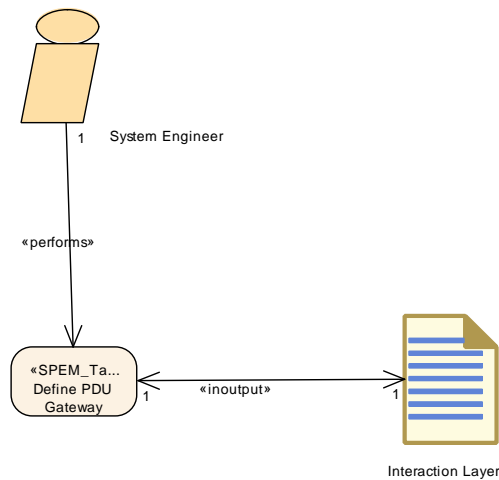 1
System Engineer
«performs»
«SPEM_Ta...
Define PDU
Gateway
1
«inoutput»
1
Interaction Layer